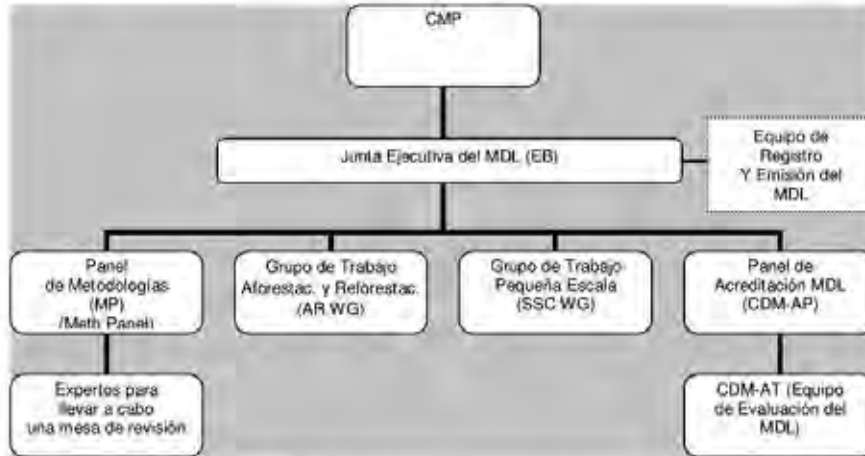 CMP
Junta Ejecutiva del MDL (EB)
Equipo de
Registro
Y Emisión del
MDL
Panel
de Metodologías
(MP)
/Meth Panel)
Grupo de Trabajo
Aforestac. y Reforestac.
(AR WG)
Grupo de Trabajo
Pequeña Escala
(SSC WG)
Panel de
Acreditación MDL
(CDM-AP)
Expertos para
llevar a cabo
una mesa de revisión
CDM-AT (Equipo
de Evaluación del
MDL)